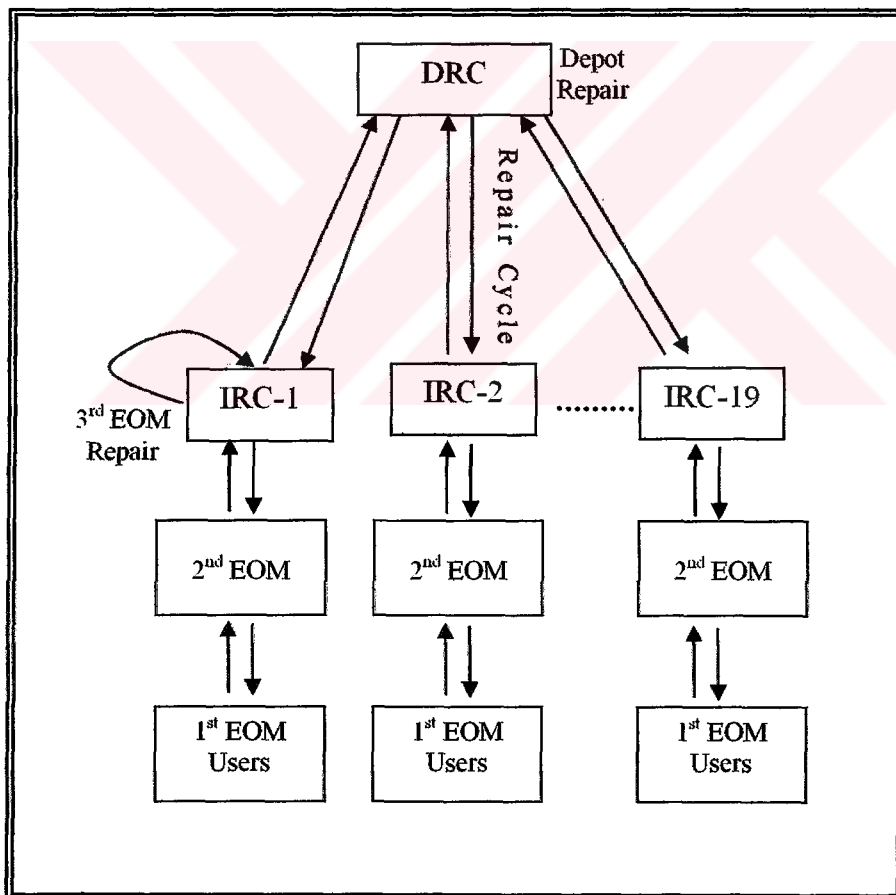 DRC
Depot
Repair
Repair Cycle
IRC-1
IRC-2
........
IRC-19
3rd EOM
Repair
2nd EOM
2nd EOM
2nd EOM
1st EOM
Users
1st EOM
Users
1st EOM
Users